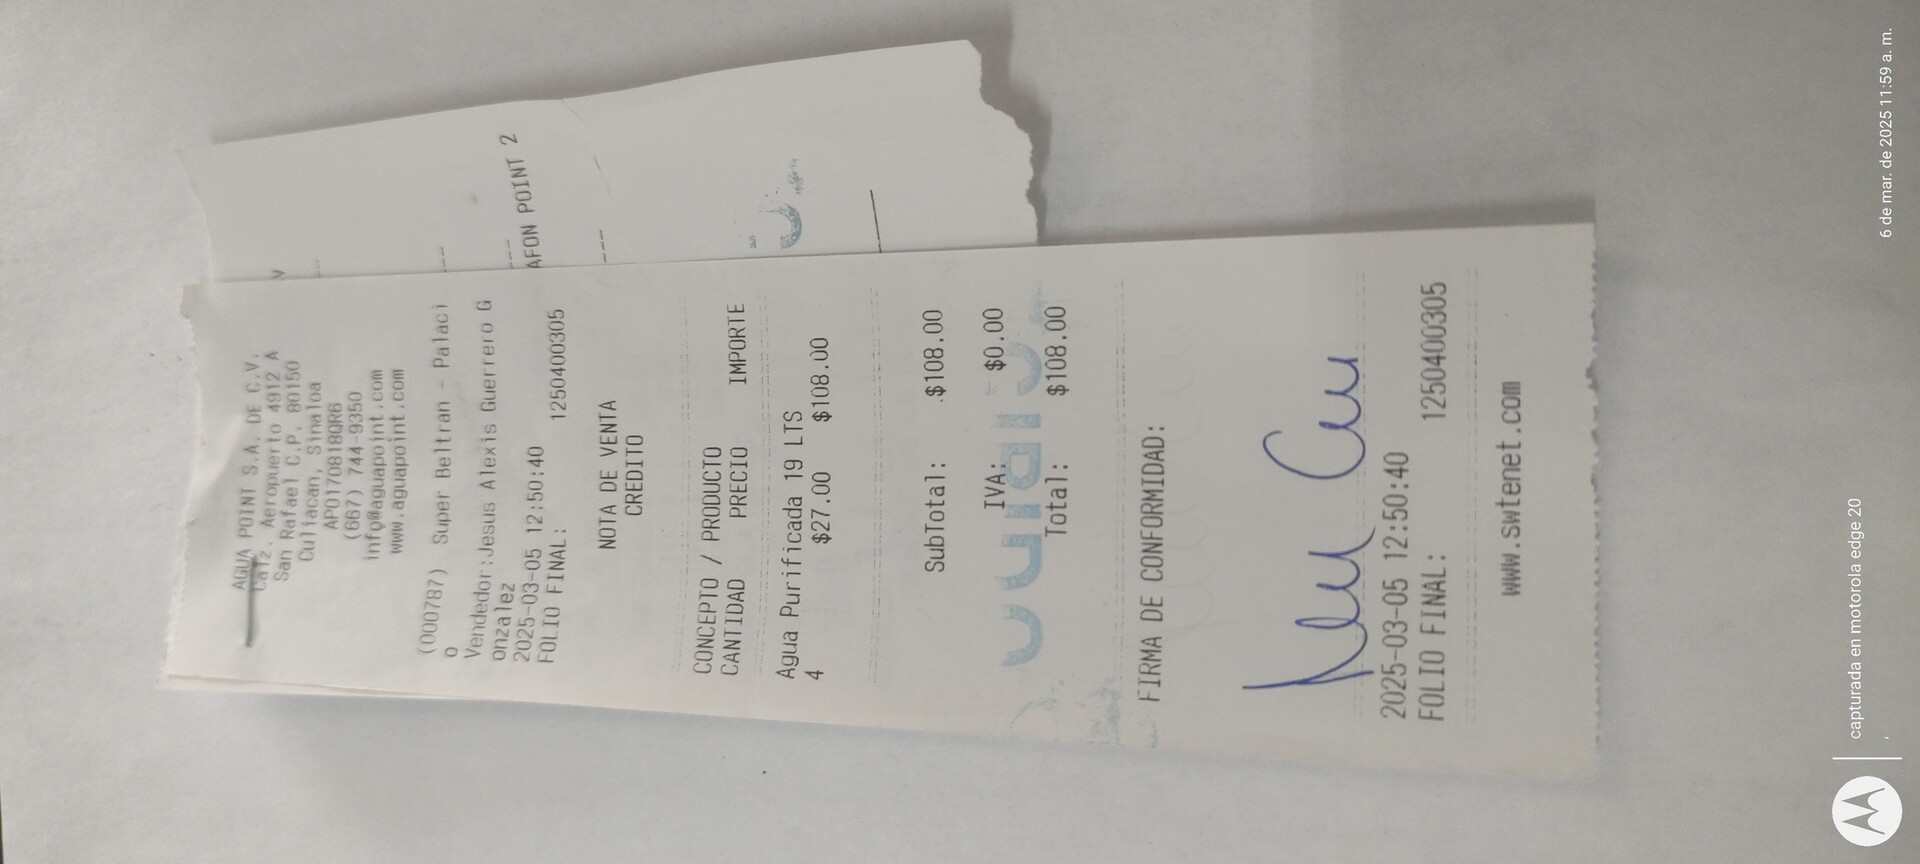 AGUA POINT S.A. DE C.V.
Calz. Aeropuerto 4912 A
San Rafael C.P. 80150
Culiacan, Sinaloa
APO170818QR6
(667) 744-9350
info@aguapoint.com
www.aguapoint.com
(000787) Super Beltran - Palaci
o
Vendedor:Jesus Alexis Guerrero G
onzalez
2025-03-05 12:50:40
FOLIO FINAL: 1250400305
NOTA DE VENTA
CREDITO
CONCEPTO / PRODUCTO
CANTIDAD PRECIO IMPORTE
Agua Purificada 19 LTS
4 $27.00 $108.00
SubTotal: $108.00
IVA: $0.00
Total: $108.00
FIRMA DE CONFORMIDAD:
2025-03-05 12:50:40
FOLIO FINAL: 1250400305
www.swtenet.com
V
AFON POINT 2
capturada en motorola edge 20
6 de mar. de 2025 11:59 a. m.